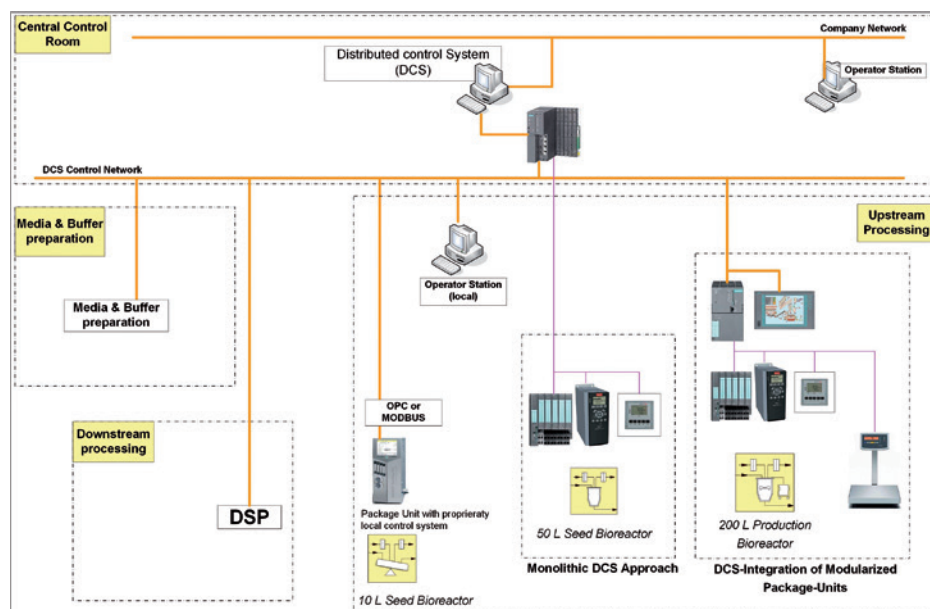 Central Control
Room
Company Network
Distributed control System
(DCS)
Operator Station
DCS Control Network
Media & Buffer
preparation
Upstream
Processing
Operator Station
(local)
Media & Buffer
preparation
OPC or
MODBUS
Downstream
processing
DSP
Package Unit with proprieraty
local control system
50 L Seed Bioreactor
200 L Production
Bioreactor
Monolithic DCS Approach
DCS-Integration of Modularized
Package-Units
10 L Seed Bioreactor